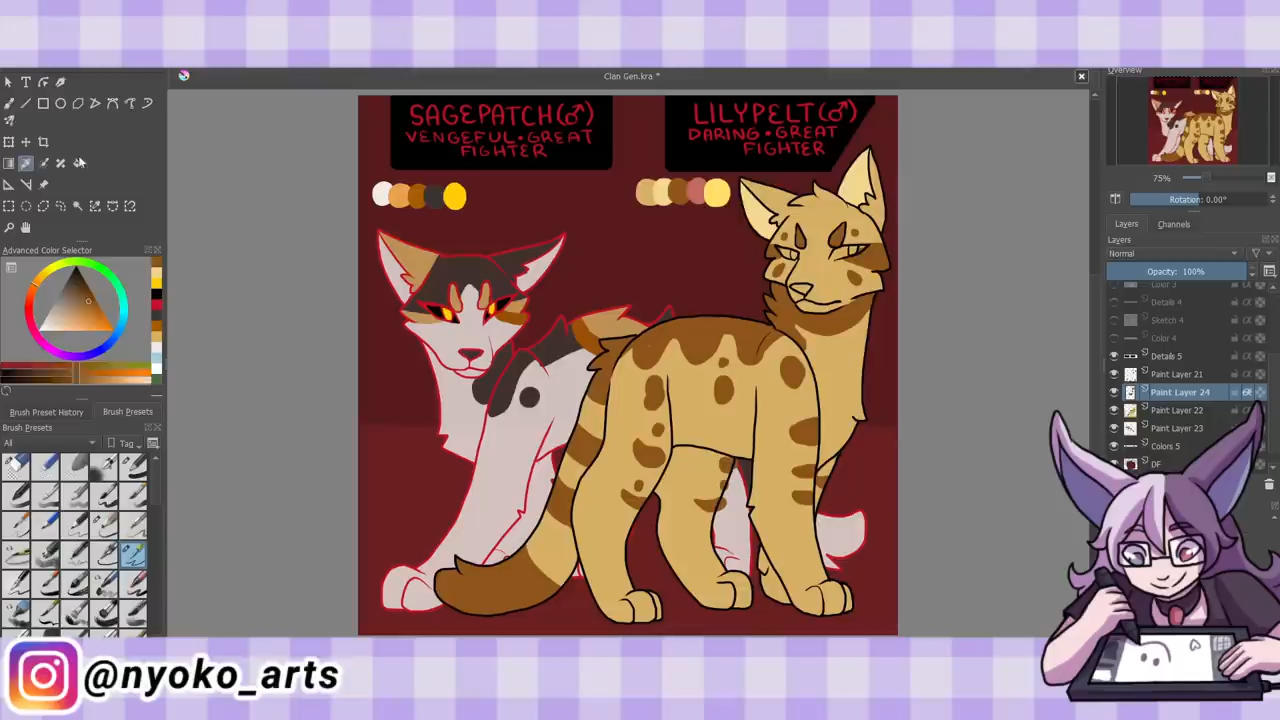 Clan Gen.kra *
Overview
75%
Rotation: 0.00°
Layers
Channels
Layers
Normal
Opacity: 100%
Color 3
Details 4
Sketch 4
Color 4
Details 5
Paint Layer 21
Paint Layer 24
Paint Layer 22
Paint Layer 23
Colors 5
DF
Advanced Color Selector
Brush Preset History
Brush Presets
Brush Presets
All
Tag
SAGEPATCH(♂)
VENGEFUL•GREAT
FIGHTER
LILYPELT(♂)
DARING•GREAT
FIGHTER
@nyoko_arts